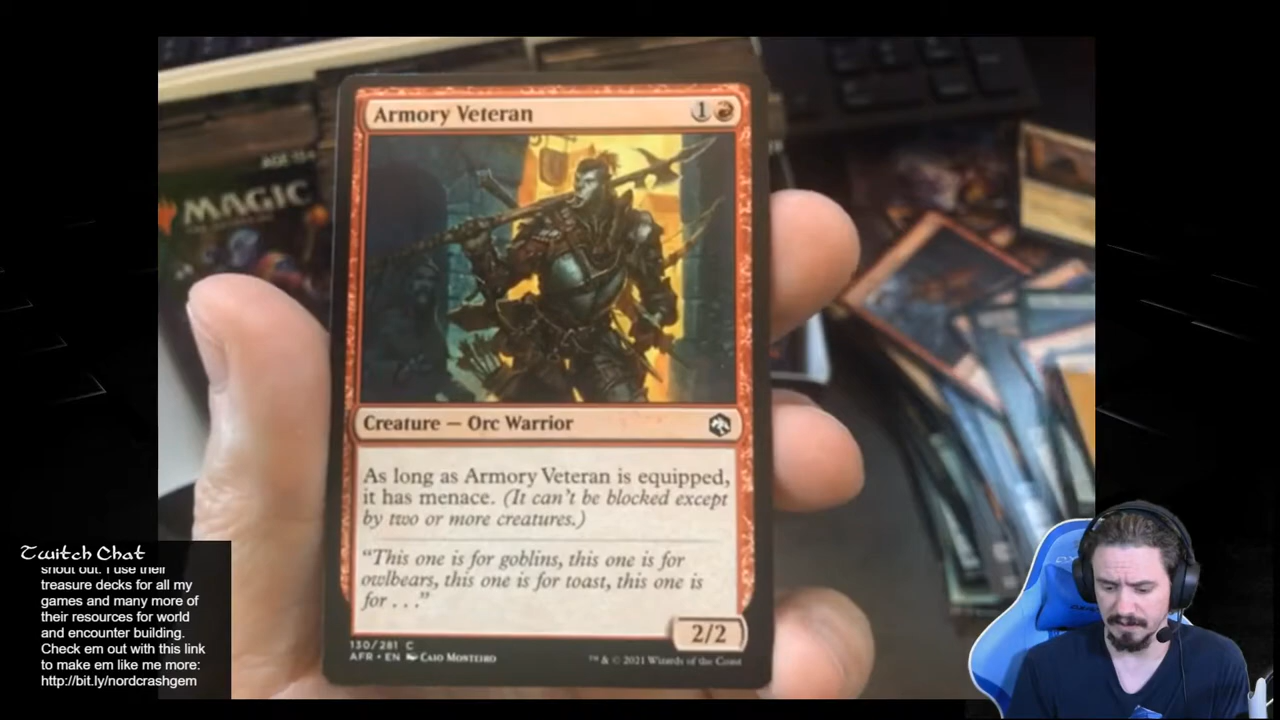 Armory Veteran
1
MAGIC
Creature — Orc Warrior
As long as Armory Veteran is equipped,
it has menace. (It can't be blocked except
by two or more creatures.)
"This one is for goblins, this one is for
owlbears, this one is for toast, this one is
for . . ."
2/2
130/281 C
AFR • EN Caio Monteiro
™ & © 2021 Wizards of the Coast
Twitch Chat
shout out. I use their
treasure decks for all my
games and many more of
their resources for world
and encounter building.
Check em out with this link
to make em like me more:
http://bit.ly/nordcrashgem